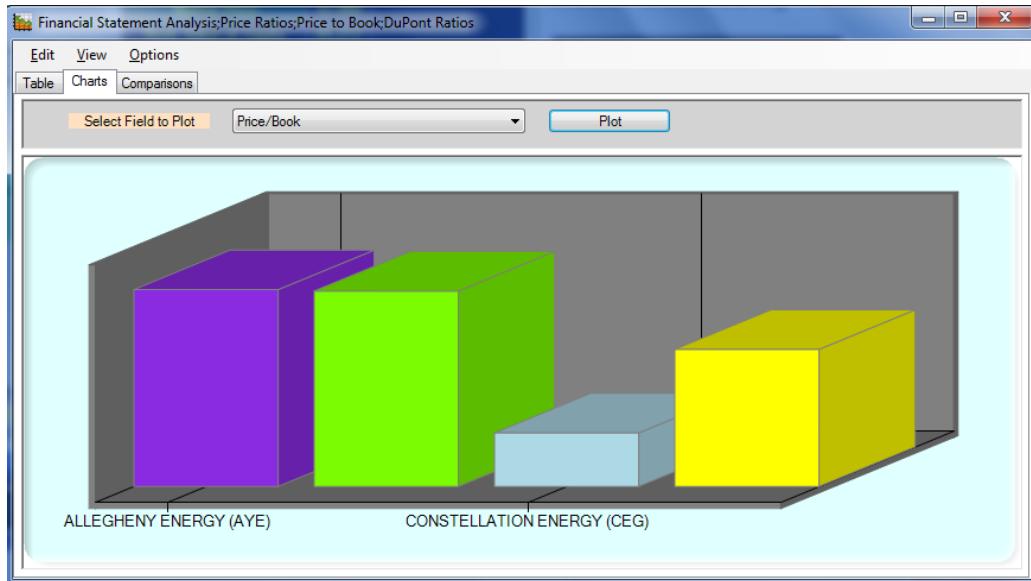 Financial Statement Analysis;Price Ratios;Price to Book;DuPont Ratios
Edit View Options
Table Charts Comparisons
Select Field to Plot Price/Book Plot
ALLEGHENY ENERGY (AYE) CONSTELLATION ENERGY (CEG)